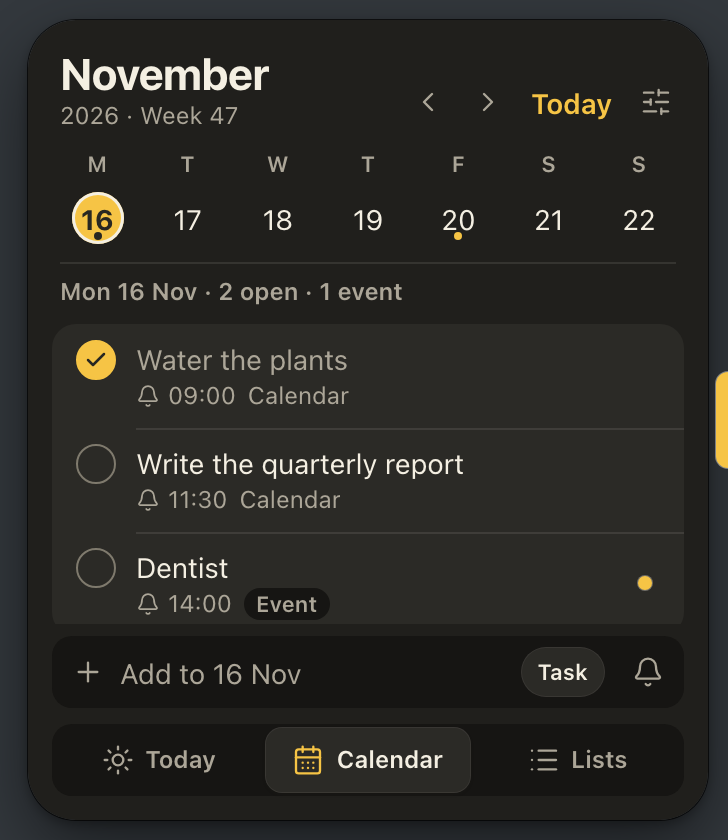 November
2026 · Week 47
Today
M T W T F S S
16 17 18 19 20 21 22
Mon 16 Nov · 2 open · 1 event
Water the plants
09:00 Calendar
Write the quarterly report
11:30 Calendar
Dentist
14:00 Event
Add to 16 Nov Task
Today Calendar Lists